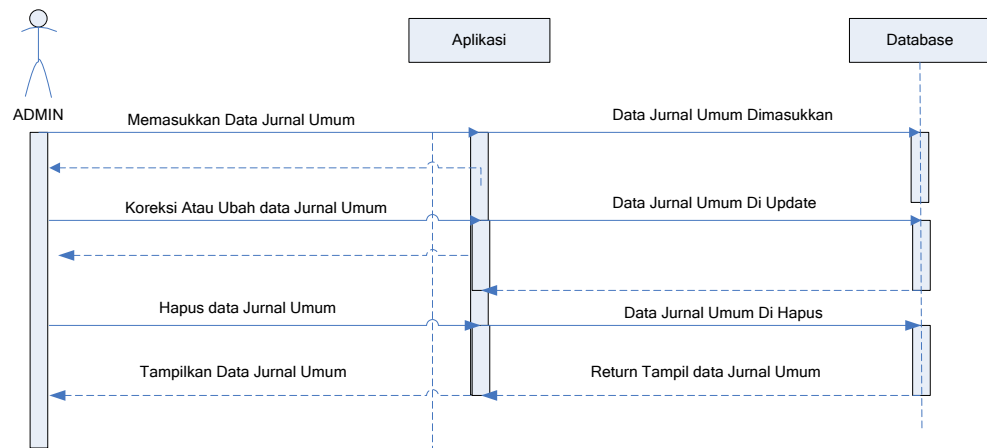 Aplikasi
Database
ADMIN
Memasukkan Data Jurnal Umum
Data Jurnal Umum Dimasukkan
Koreksi Atau Ubah data Jurnal Umum
Data Jurnal Umum Di Update
Hapus data Jurnal Umum
Data Jurnal Umum Di Hapus
Tampilkan Data Jurnal Umum
Return Tampil data Jurnal Umum